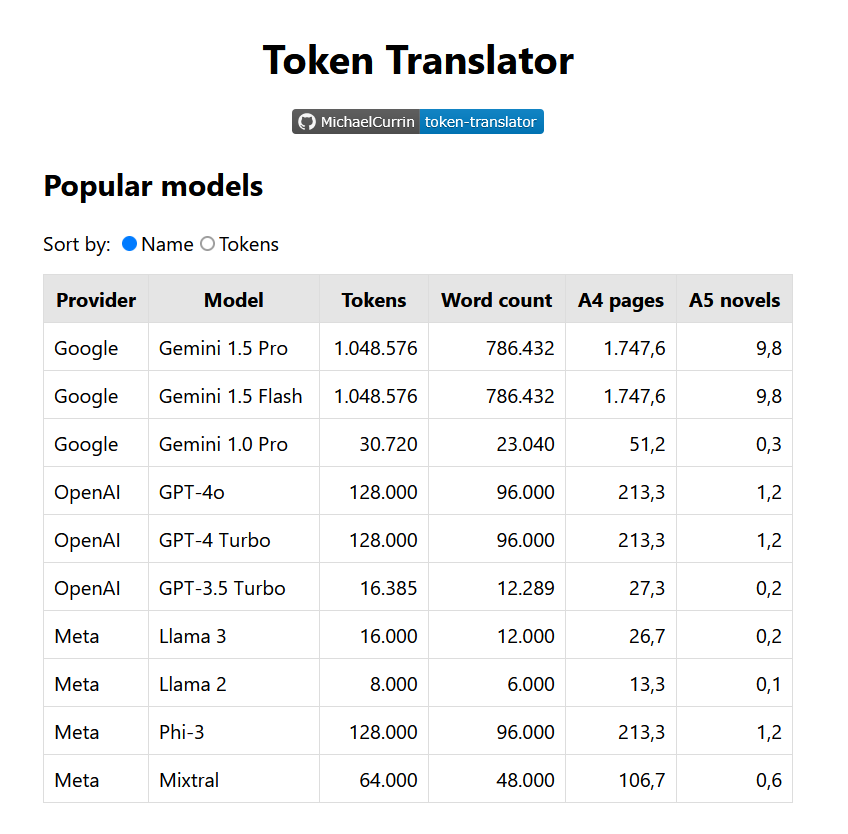 Token Translator
MichaelCurrin token-translator
Popular models
Sort by: Name Tokens
Provider Model Tokens Word count A4 pages A5 novels
Google Gemini 1.5 Pro 1.048.576 786.432 1.747,6 9,8
Google Gemini 1.5 Flash 1.048.576 786.432 1.747,6 9,8
Google Gemini 1.0 Pro 30.720 23.040 51,2 0,3
OpenAI GPT-4o 128.000 96.000 213,3 1,2
OpenAI GPT-4 Turbo 128.000 96.000 213,3 1,2
OpenAI GPT-3.5 Turbo 16.385 12.289 27,3 0,2
Meta Llama 3 16.000 12.000 26,7 0,2
Meta Llama 2 8.000 6.000 13,3 0,1
Meta Phi-3 128.000 96.000 213,3 1,2
Meta Mixtral 64.000 48.000 106,7 0,6